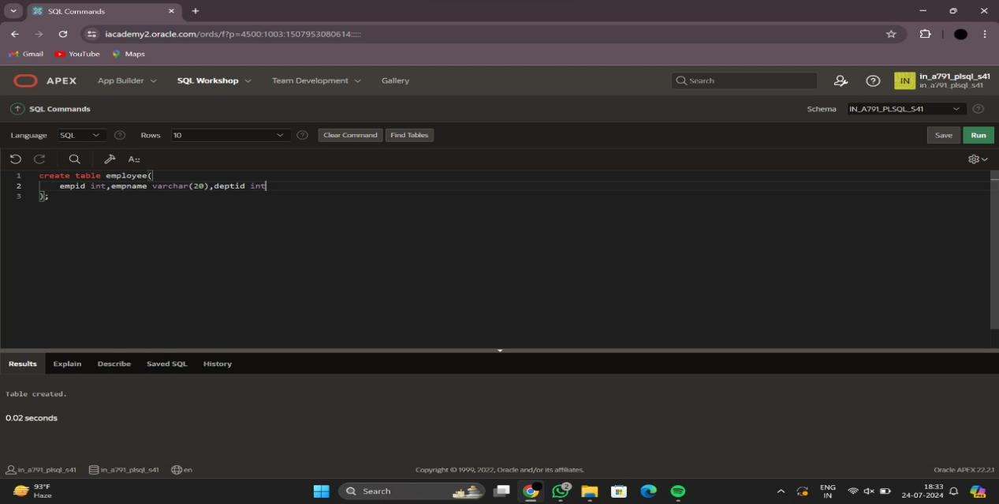 SQL Commands
iacademy2.oracle.com/ords/f?p=4500:1003:1507953080614:::::
Gmail YouTube Maps
APEX App Builder SQL Workshop Team Development Gallery Search IN in_a791_plsql_s41
in_a791_plsql_s41
SQL Commands Schema IN_A791_PLSQL_S41
Language SQL Rows 10 Clear Command Find Tables Save Run
1 create table employee(
2 empid int,empname varchar(20),deptid int
3 );
Results Explain Describe Saved SQL History
Table created.
0.02 seconds
in_a791_plsql_s41 in_a791_plsql_s41 en Copyright © 1999, 2022, Oracle and/or its affiliates. Oracle APEX 22.2.1
93°F
Haze
Search
2
ENG
IN
18:33
24-07-2024